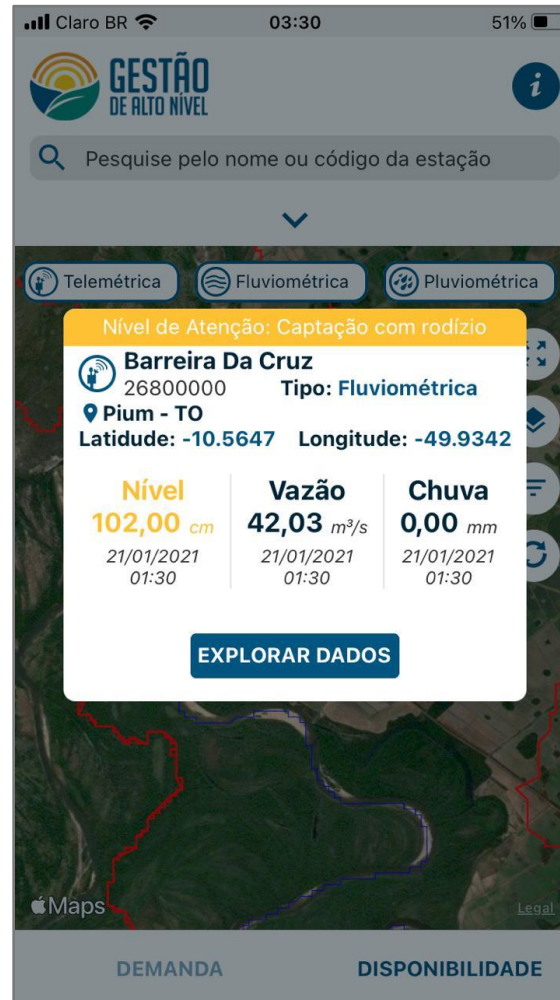 Claro BR 03:30 51%
GESTÃO
DE ALTO NÍVEL
i
Pesquise pelo nome ou código da estação
Telemétrica Fluviométrica Pluviométrica
Nível de Atenção: Captação com rodízio
Barreira Da Cruz
26800000 Tipo: Fluviométrica
Pium - TO
Latidude: -10.5647 Longitude: -49.9342
Nível Vazão Chuva
102,00 cm 42,03 m³/s 0,00 mm
21/01/2021 21/01/2021 21/01/2021
01:30 01:30 01:30
EXPLORAR DADOS
Maps Legal
DEMANDA DISPONIBILIDADE